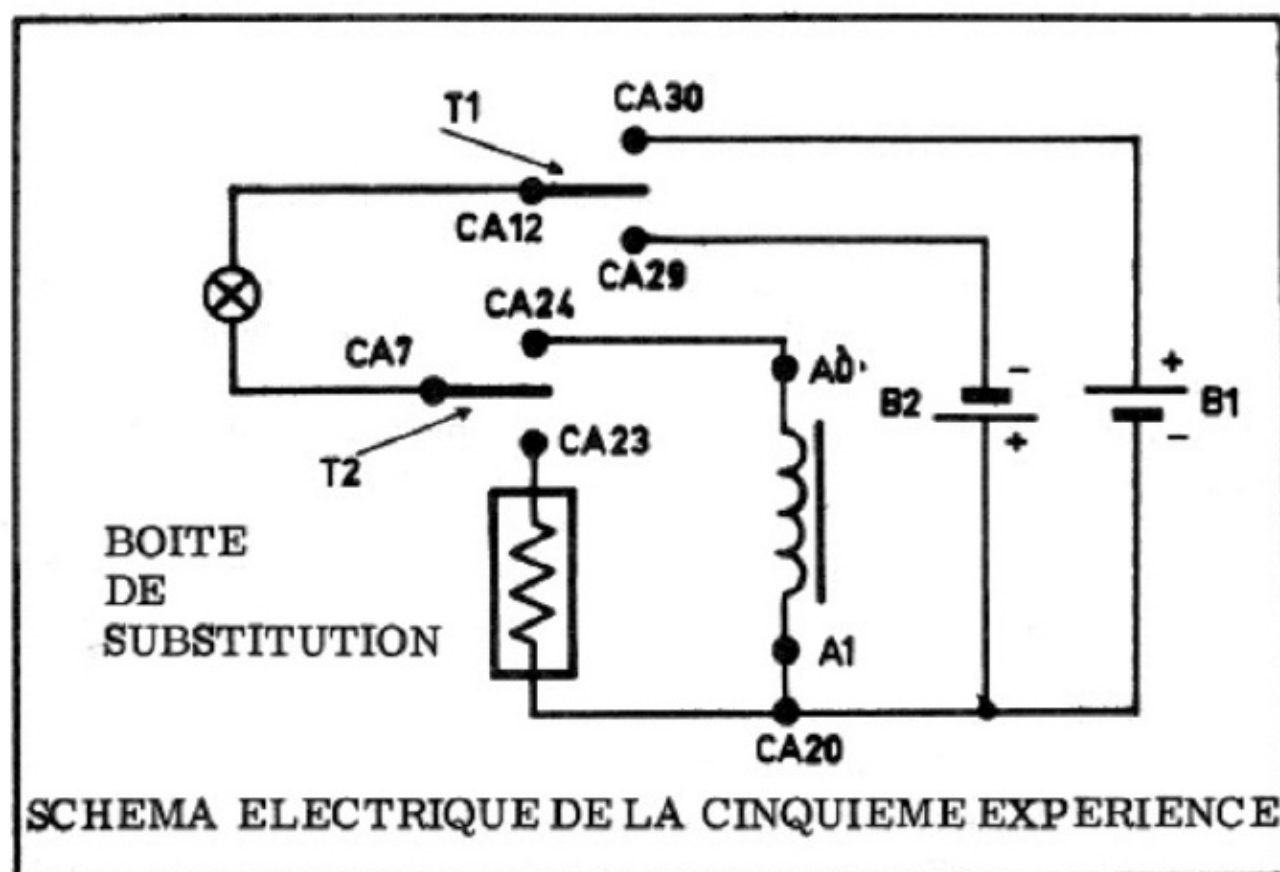 T1
CA30
CA12
CA29
CA24
CA7
A0
B2
-
+
+
-
B1
T2
CA23
BOITE
DE
SUBSTITUTION
A1
CA20
SCHEMA ELECTRIQUE DE LA CINQUIEME EXPERIENCE